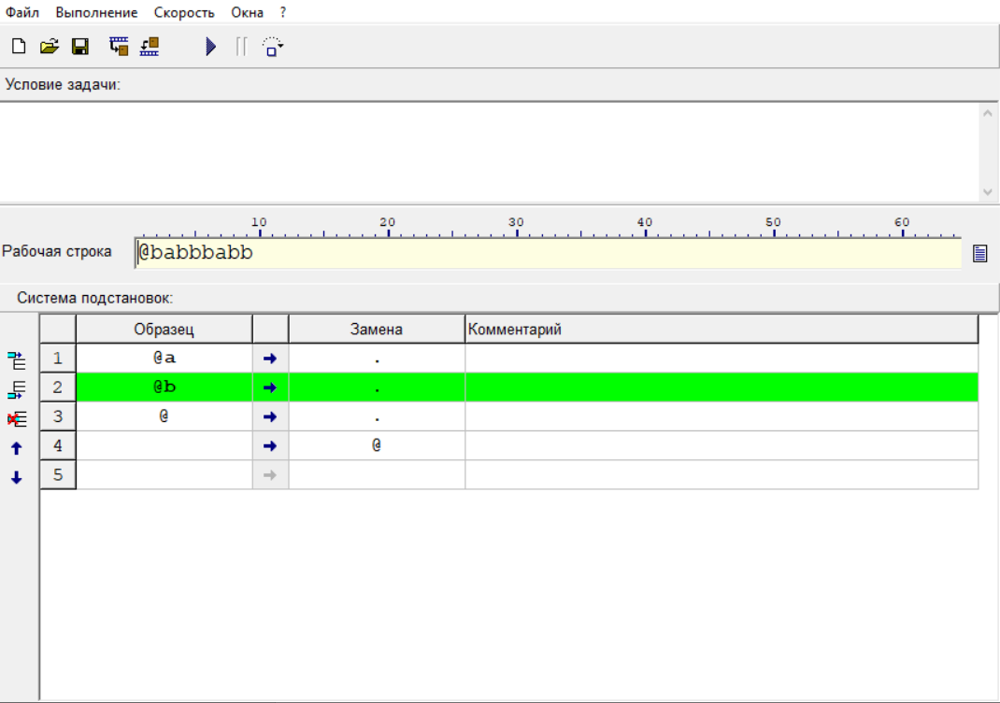 Файл Выполнение Скорость Окна ?
Условие задачи:
10 20 30 40 50 60
Рабочая строка @babbbabb
Система подстановок:
Образец Замена Комментарий
1 @a → .
2 @b → .
3 @ → .
4 → @
5 →